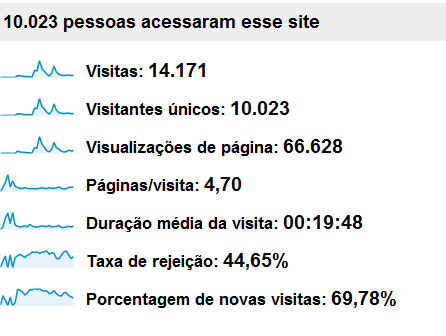 10.023 pessoas acessaram esse site
Visitas: 14.171
Visitantes únicos: 10.023
Visualizações de página: 66.628
Páginas/visita: 4,70
Duração média da visita: 00:19:48
Taxa de rejeição: 44,65%
Porcentagem de novas visitas: 69,78%